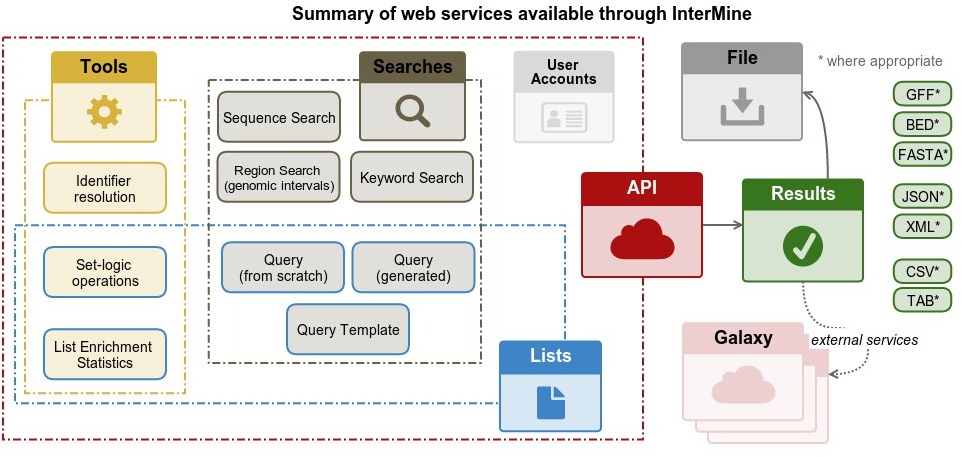 Summary of web services available through InterMine
Tools
Searches
User
Accounts
File
* where appropriate
Sequence Search
Region Search
(genomic intervals)
Keyword Search
Identifier
resolution
Set-logic
operations
List Enrichment
Statistics
Query
(from scratch)
Query
(generated)
Query Template
Lists
API
Results
GFF*
BED*
FASTA*
JSON*
XML*
CSV*
TAB*
Galaxy
external services